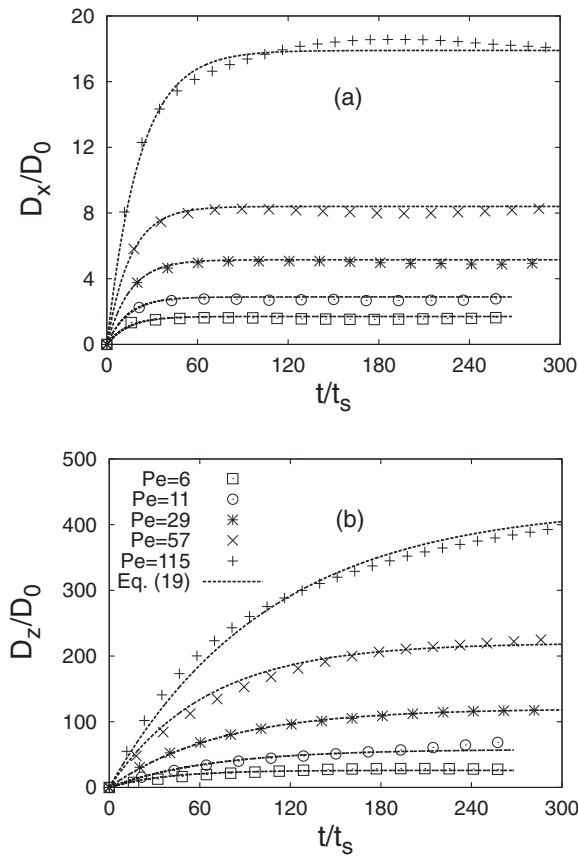 20
16
12
8
4
0
D_x/D_0
(a)
0 60 120 180 240 300
t/t_s
500
400
300
200
100
0
D_z/D_0
Pe=6
Pe=11
Pe=29
Pe=57
Pe=115
Eq. (19)
(b)
0 60 120 180 240 300
t/t_s